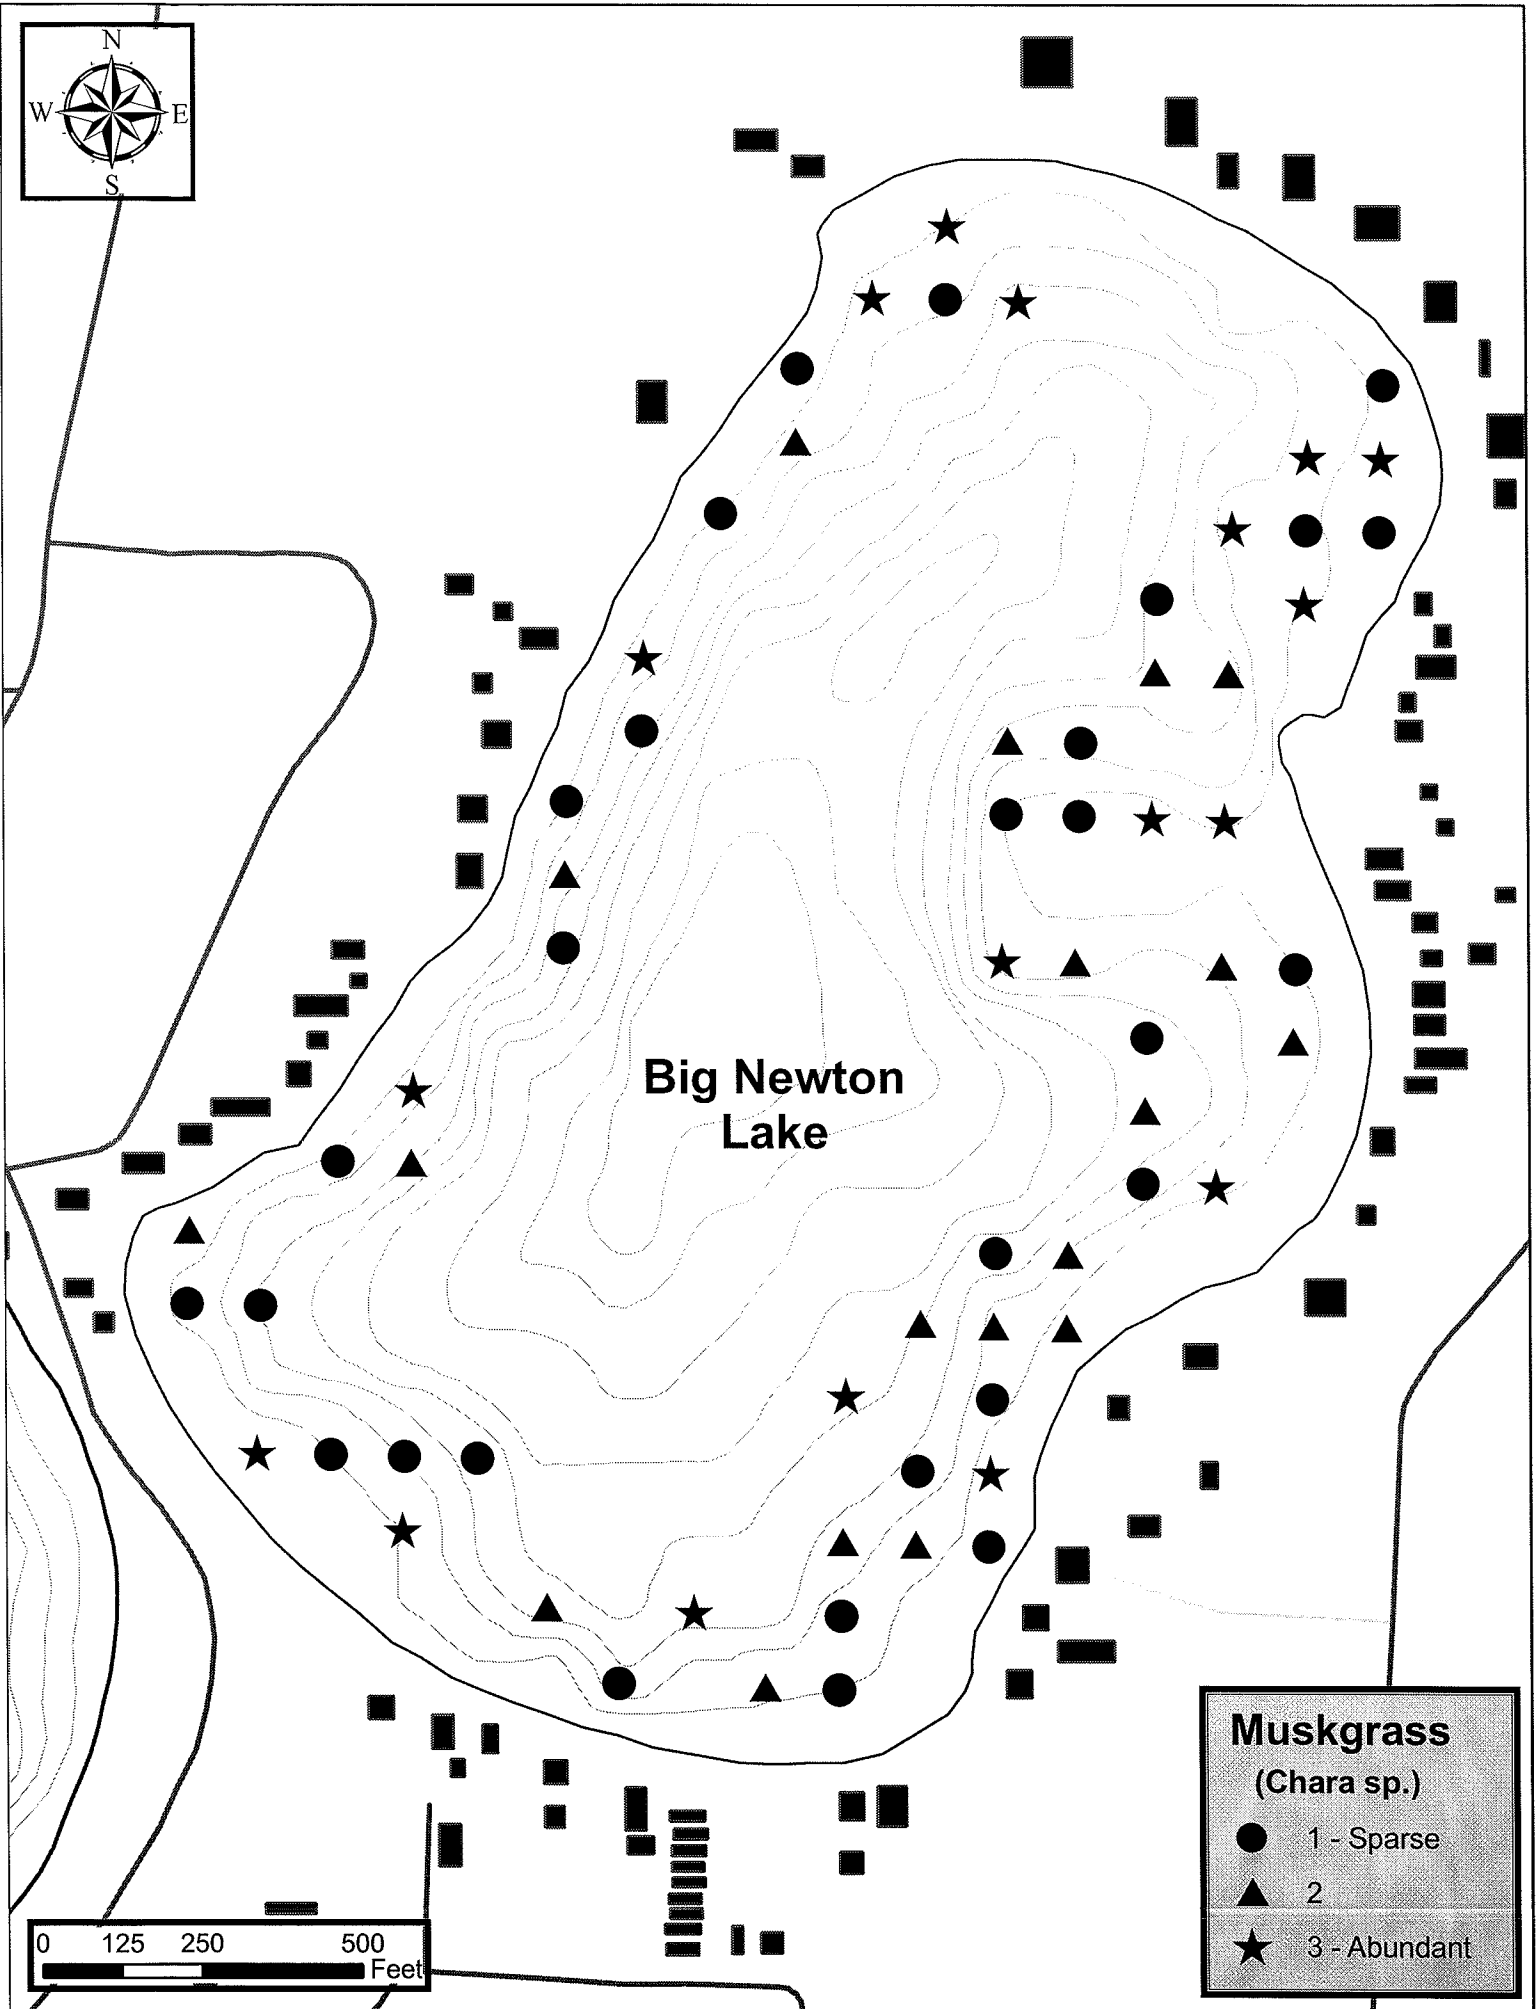 N
W E
S
Big Newton
Lake
Muskgrass
(Chara sp.)
1 - Sparse
2
3 - Abundant
0 125 250 500
Feet